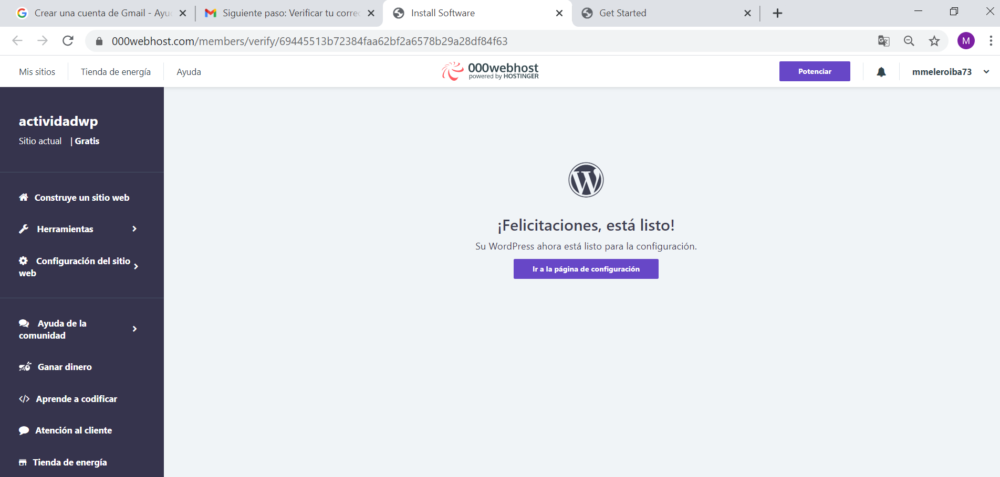 Crear una cuenta de Gmail - Ayu
Siguiente paso: Verificar tu correc
Install Software
Get Started
000webhost.com/members/verify/69445513b72384faa62bf2a6578b29a28df84f63
M
Mis sitios
Tienda de energía
Ayuda
000webhost
powered by HOSTINGER
Potenciar
mmeleroiba73
actividadwp
Sitio actual | Gratis
Construye un sitio web
Herramientas
Configuración del sitio
web
Ayuda de la
comunidad
Ganar dinero
Aprende a codificar
Atención al cliente
Tienda de energía
¡Felicitaciones, está listo!
Su WordPress ahora está listo para la configuración.
Ir a la página de configuración